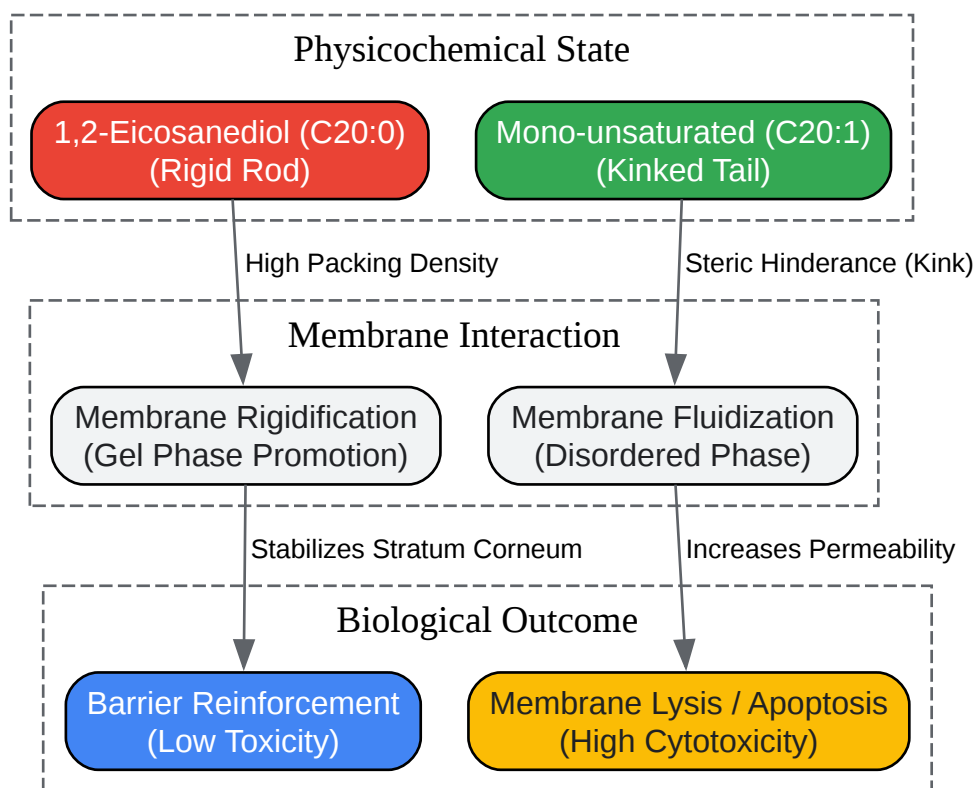 Physicochemical State
1,2-Eicosanediol (C20:0)
(Rigid Rod)
Mono-unsaturated (C20:1)
(Kinked Tail)
High Packing Density
Steric Hinderance (Kink)
Membrane Interaction
Membrane Rigidification
(Gel Phase Promotion)
Membrane Fluidization
(Disordered Phase)
Stabilizes Stratum Corneum
Increases Permeability
Biological Outcome
Barrier Reinforcement
(Low Toxicity)
Membrane Lysis / Apoptosis
(High Cytotoxicity)